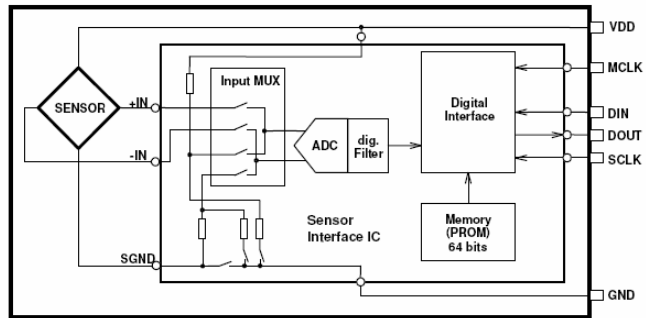 VDD
MCLK
Input MUX
SENSOR
+IN
Digital
Interface
DIN
DOUT
ADC
dig.
Filter
-IN
SCLK
Sensor
Interface IC
Memory
(PROM)
64 bits
SGND
GND